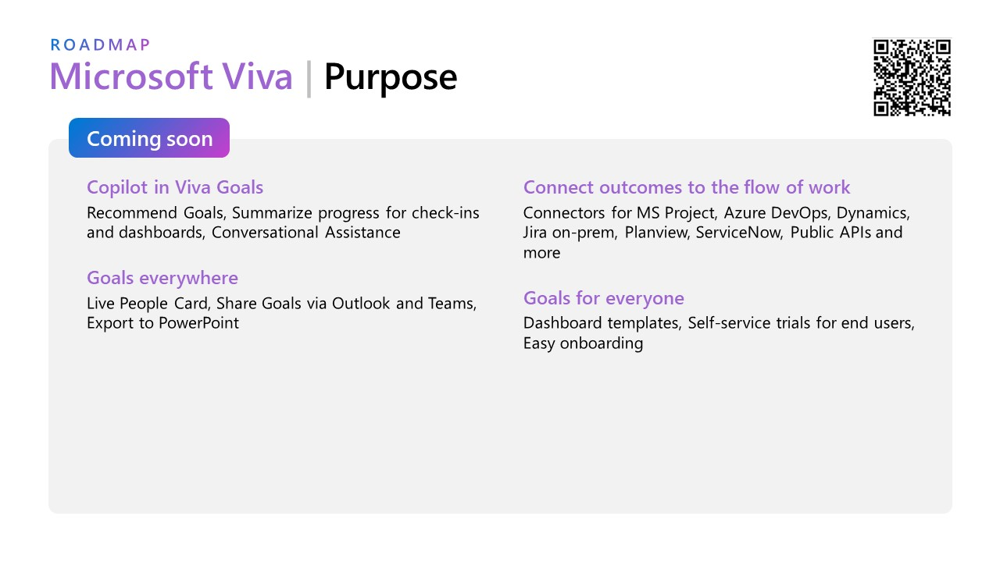 ROADMAP
Microsoft Viva | Purpose
Coming soon
Copilot in Viva Goals
Recommend Goals, Summarize progress for check-ins
and dashboards, Conversational Assistance
Goals everywhere
Live People Card, Share Goals via Outlook and Teams,
Export to PowerPoint
Connect outcomes to the flow of work
Connectors for MS Project, Azure DevOps, Dynamics,
Jira on-prem, Planview, ServiceNow, Public APIs and
more
Goals for everyone
Dashboard templates, Self-service trials for end users,
Easy onboarding